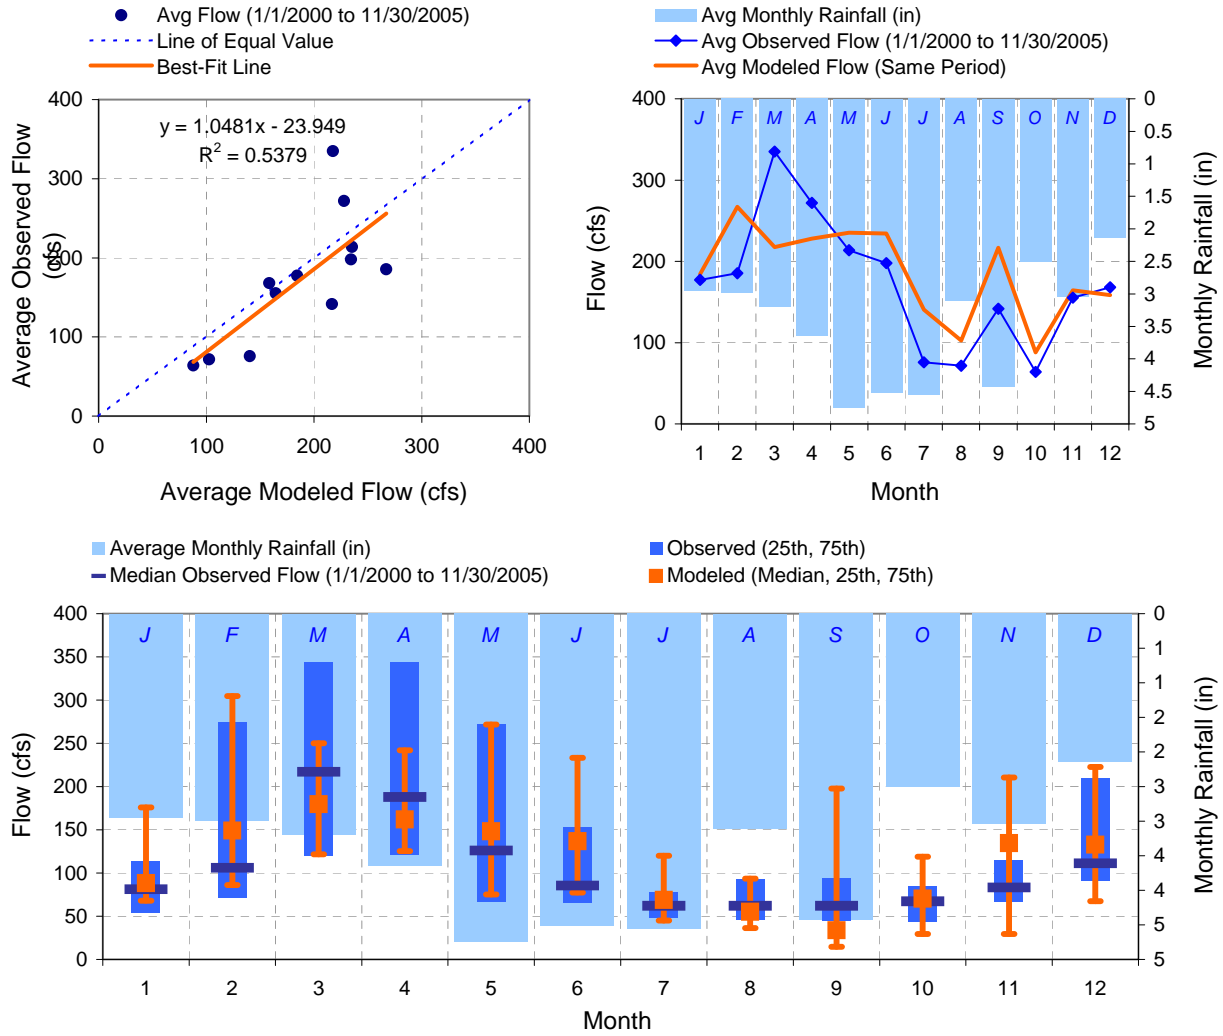 Avg Flow (1/1/2000 to 11/30/2005)
Line of Equal Value
Best-Fit Line
400
300
200
100
0
y = 1.0481x - 23.949
R² = 0.5379
Average Observed Flow
(cfs)
0 100 200 300 400
Average Modeled Flow (cfs)
Avg Monthly Rainfall (in)
Avg Observed Flow (1/1/2000 to 11/30/2005)
Avg Modeled Flow (Same Period)
400
300
200
100
0
Flow (cfs)
J F M A M J J A S O N D
0
0.5
1
1.5
2
2.5
3
3.5
4
4.5
5
Monthly Rainfall (in)
1 2 3 4 5 6 7 8 9 10 11 12
Month
Average Monthly Rainfall (in)
Median Observed Flow (1/1/2000 to 11/30/2005)
Observed (25th, 75th)
Modeled (Median, 25th, 75th)
400
350
300
250
200
150
100
50
0
Flow (cfs)
J F M A M J J A S O N D
0
1
1
2
2
3
3
4
4
5
5
Monthly Rainfall (in)
1 2 3 4 5 6 7 8 9 10 11 12
Month